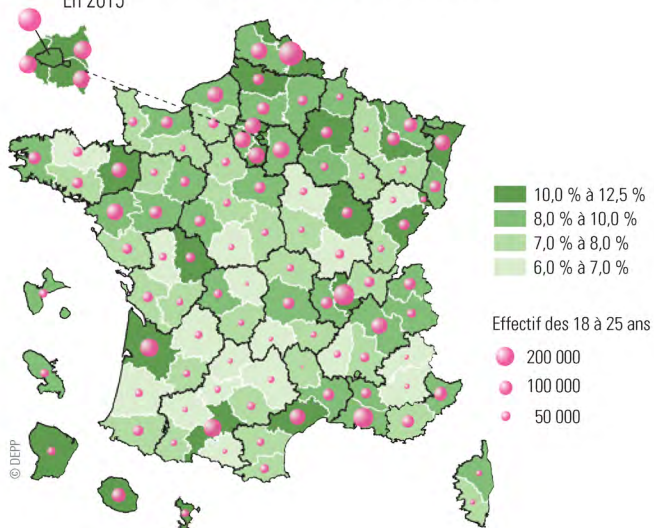 En 2015
10,0 % à 12,5 %
8,0 % à 10,0 %
7,0 % à 8,0 %
6,0 % à 7,0 %
Effectif des 18 à 25 ans
200 000
100 000
50 000
© DEPP